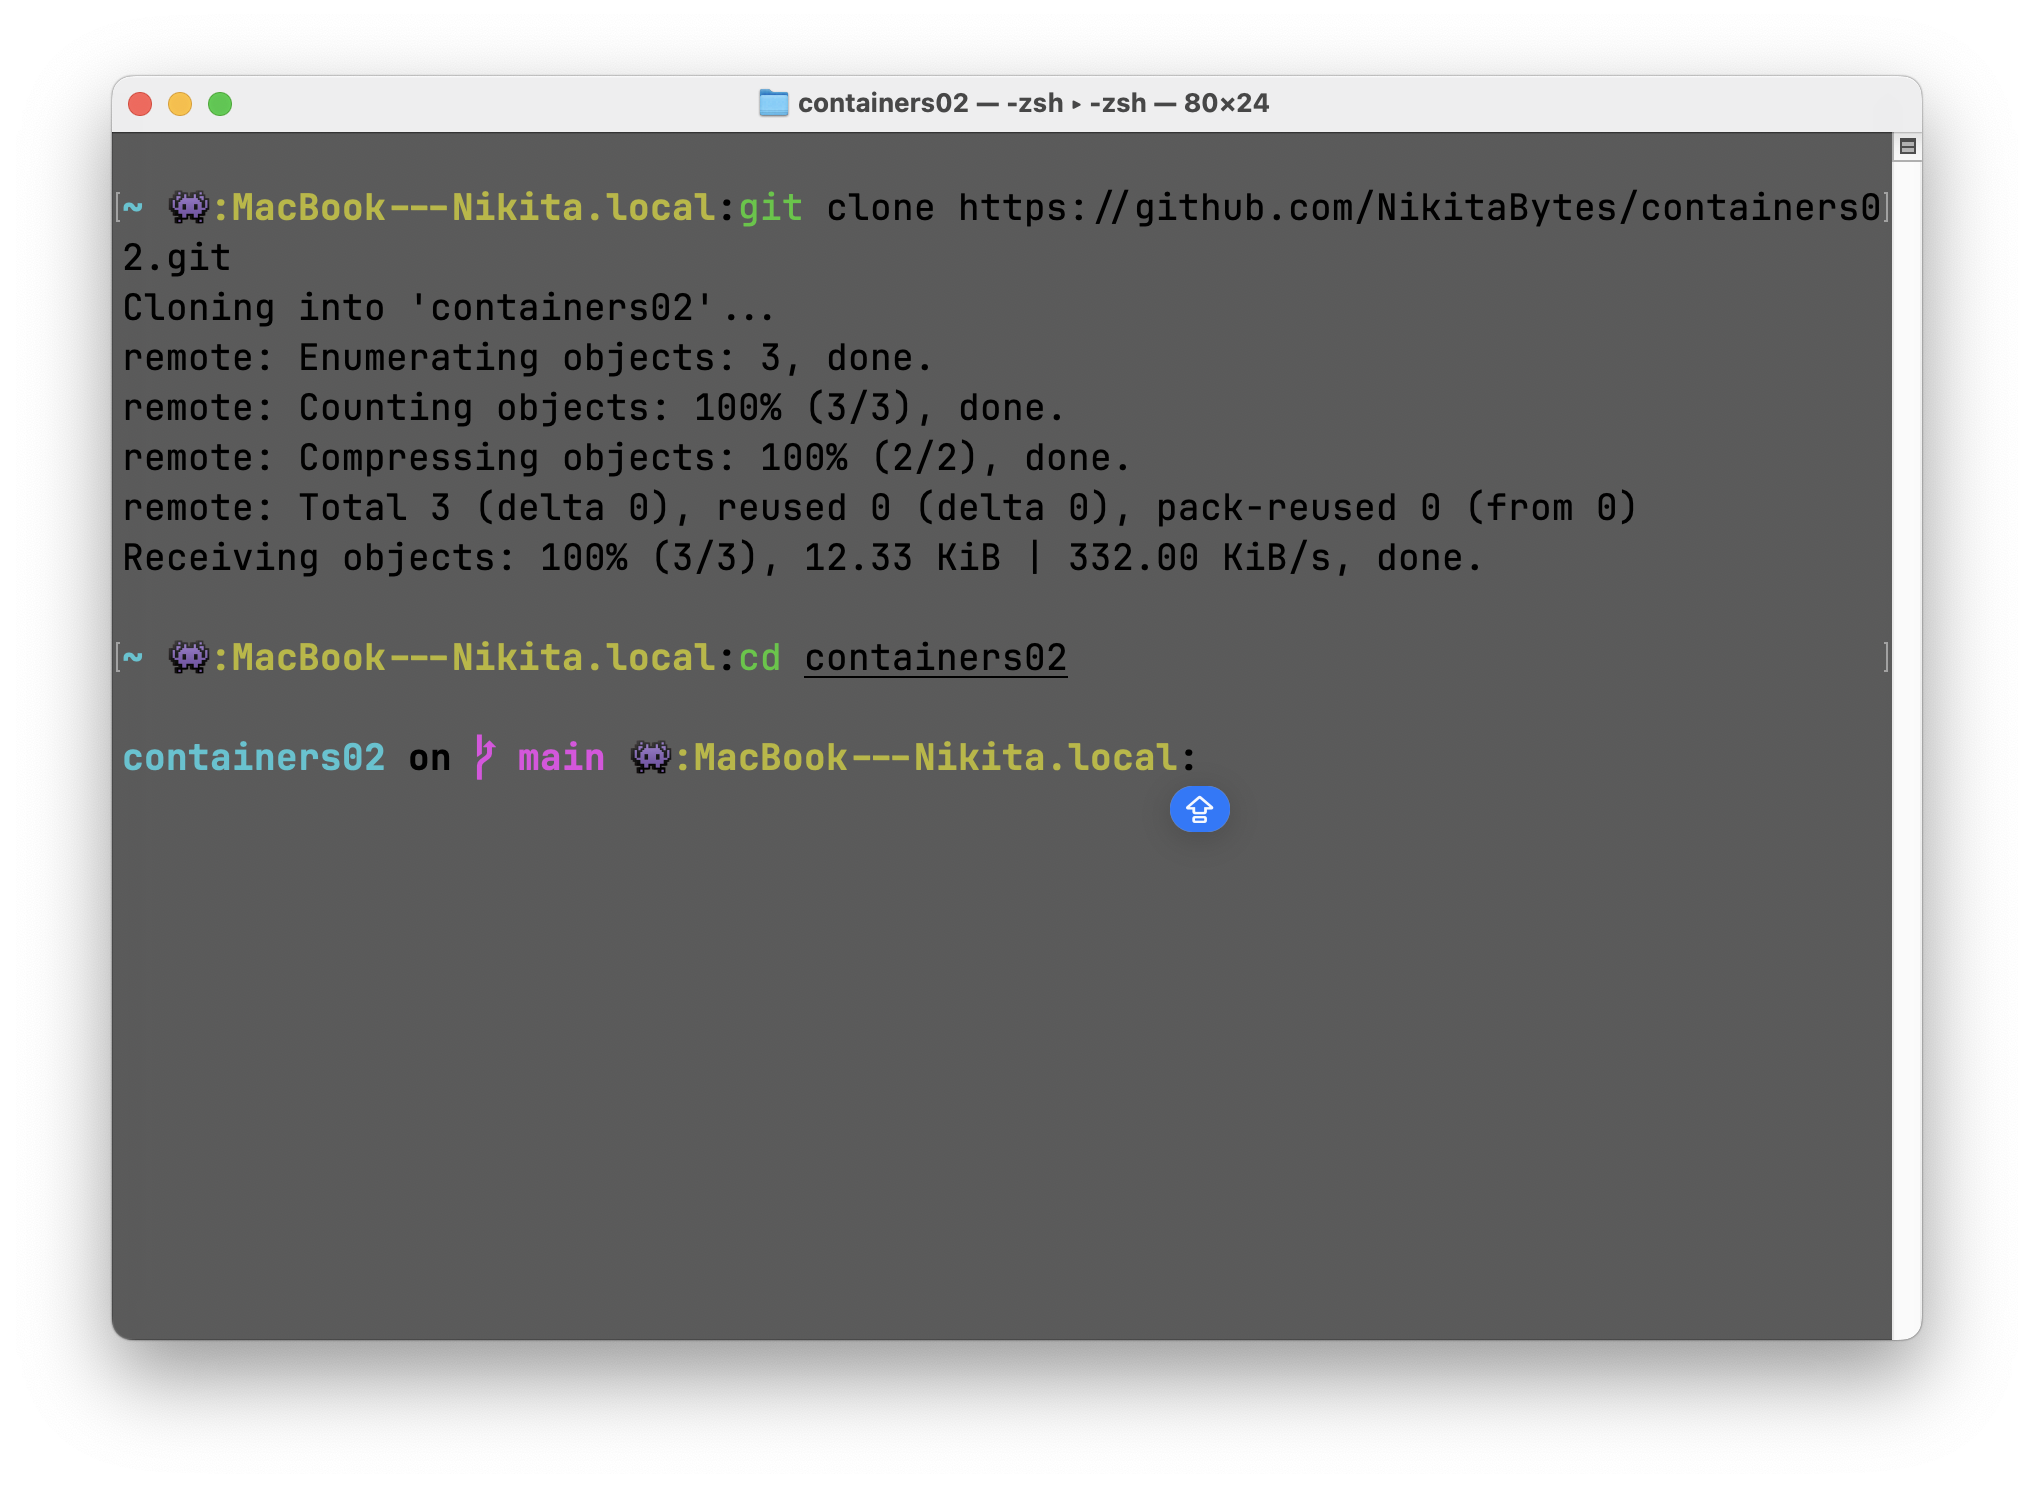 containers02 — -zsh ▸ -zsh — 80×24
~ 👾:MacBook---Nikita.local:git clone https://github.com/NikitaBytes/containers0
2.git
Cloning into 'containers02'...
remote: Enumerating objects: 3, done.
remote: Counting objects: 100% (3/3), done.
remote: Compressing objects: 100% (2/2), done.
remote: Total 3 (delta 0), reused 0 (delta 0), pack-reused 0 (from 0)
Receiving objects: 100% (3/3), 12.33 KiB | 332.00 KiB/s, done.
~ 👾:MacBook---Nikita.local:cd containers02
containers02 on  main 👾:MacBook---Nikita.local: